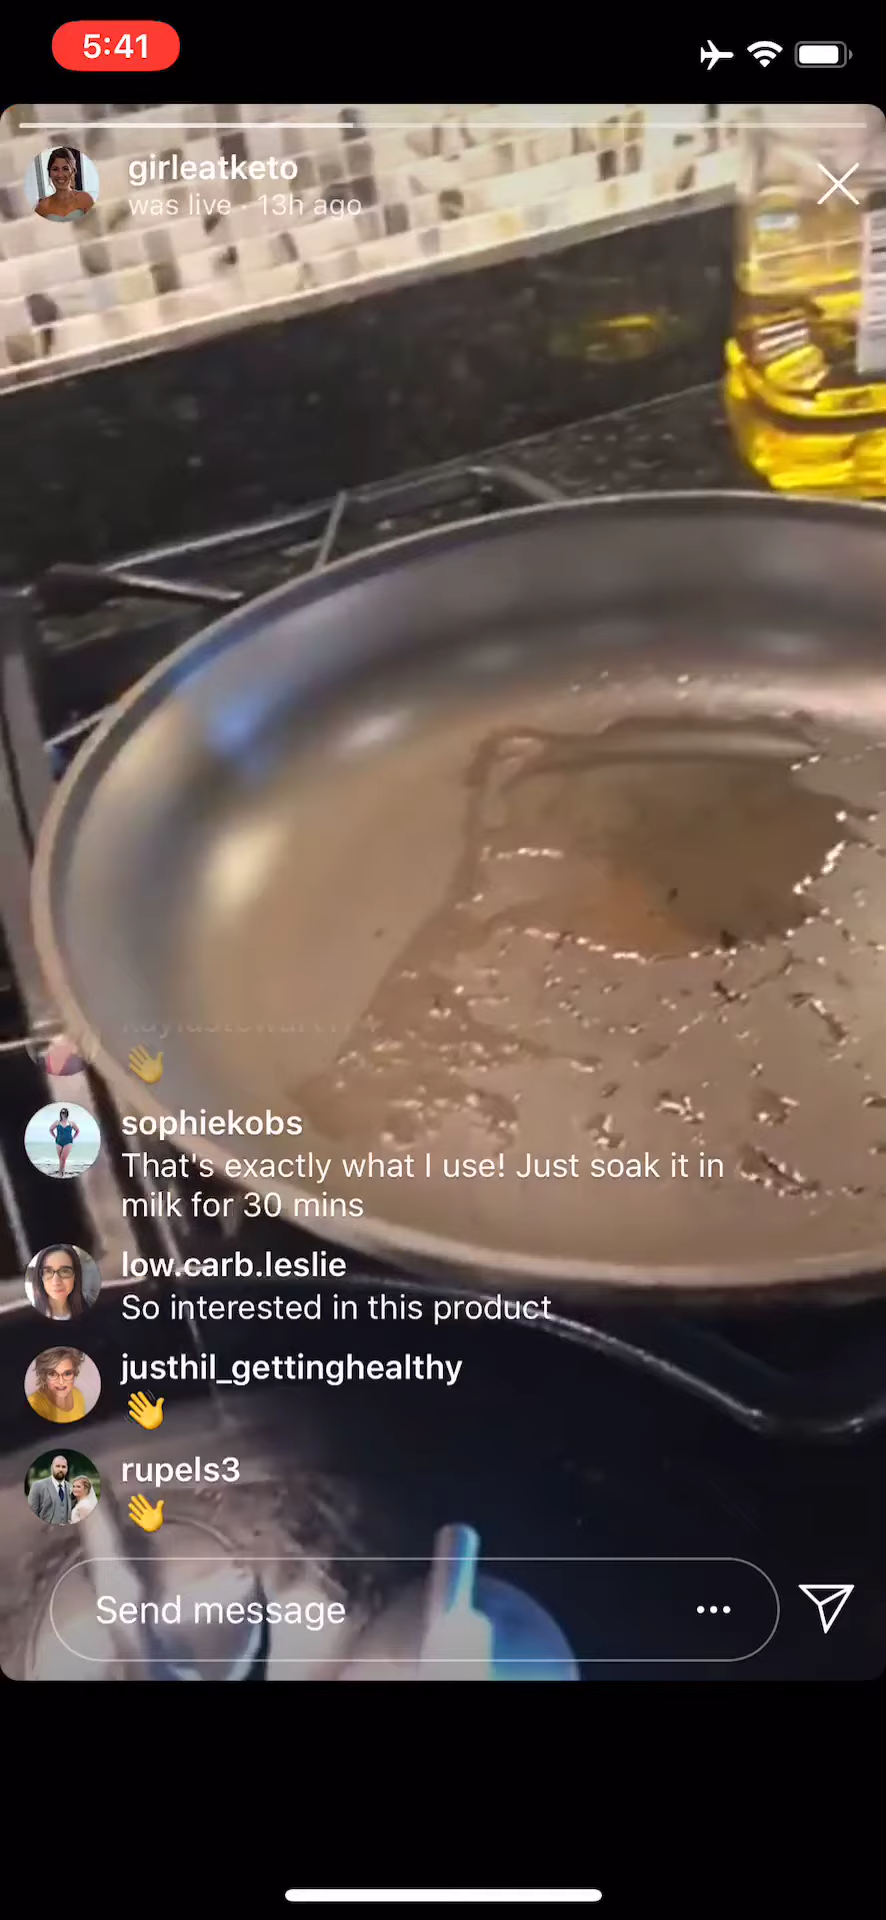 5:41
girleatketo
was live · 13h ago
👋
sophiekobs
That's exactly what I use! Just soak it in
milk for 30 mins
low.carb.leslie
So interested in this product
justhil_gettinghealthy
👋
rupels3
👋
Send message